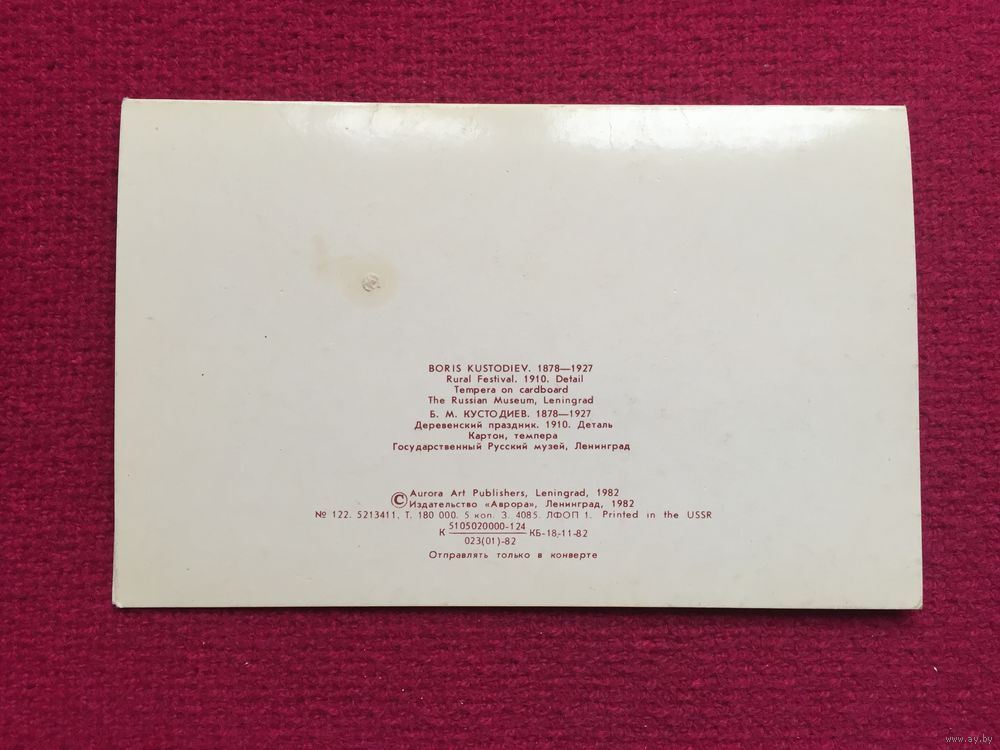 BORIS KUSTODIEV. 1878—1927
Rural Festival. 1910. Detail
Tempera on cardboard
The Russian Museum, Leningrad
Б. М. КУСТОДИЕВ. 1878—1927
Деревенский праздник. 1910. Деталь
Картон, темпера
Государственный Русский музей, Ленинград
© Aurora Art Publishers, Leningrad, 1982
Издательство «Аврора», Ленинград, 1982
№ 122. 5213411. Т. 180 000. 5 коп. З. 4085. ЛФОП 1. Printed in the USSR
К 5105020000-124 КБ-18-11-82
023(01)-82
Отправлять только в конверте
www.ay.by